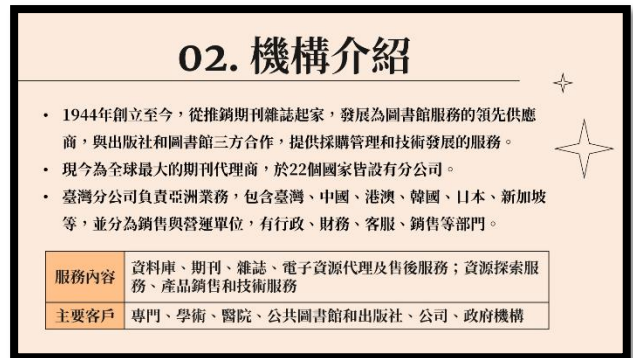 02. 機構介紹
• 1944年創立至今，從推銷期刊雜誌起家，發展為圖書館服務的領先供應
商，與出版社和圖書館三方合作，提供採購管理和技術發展的服務。
• 現今為全球最大的期刊代理商，於22個國家皆設有分公司。
• 臺灣分公司負責亞洲業務，包含臺灣、中國、港澳、韓國、日本、新加坡
等，並分為銷售與營運單位，有行政、財務、客服、銷售等部門。
服務內容
資料庫、期刊、雜誌、電子資源代理及售後服務；資源探索服
務、產品銷售和技術服務
主要客戶
專門、學術、醫院、公共圖書館和出版社、公司、政府機構